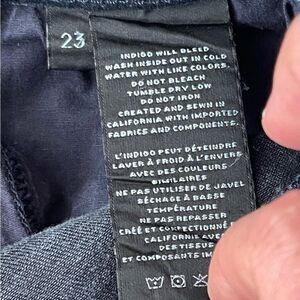 23
INDIGO WILL BLEED
WASH INSIDE OUT IN COLD
WATER WITH LIKE COLORS.
DO NOT BLEACH
TUMBLE DRY LOW
DO NOT IRON
CREATED AND SEWN IN
CALIFORNIA WITH IMPORTED
FABRICS AND COMPONENTS.
L'INDIGO PEUT DÉTEINDRE
LAVER À FROID À L'ENVERS
AVEC DES COULEURS
SIMILAIRES
NE PAS UTILISER DE JAVEL
SÉCHAGE À BASSE
TEMPÉRATURE
NE PAS REPASSER
CRÉÉ ET CONFECTIONNÉ
CALIFORNIE AVEC
DES TISSUS
ET COMPOSANTS